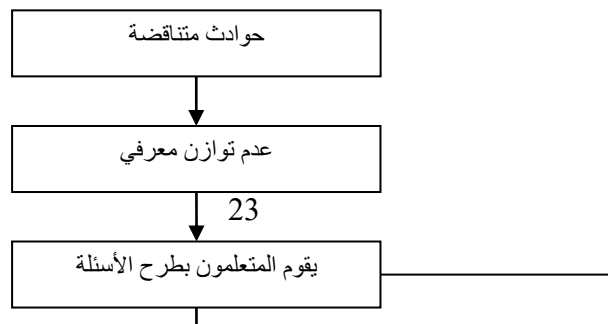 حوادث متناقضة
عدم توازن معرفي
23
يقوم المتعلمون بطرح الأسئلة